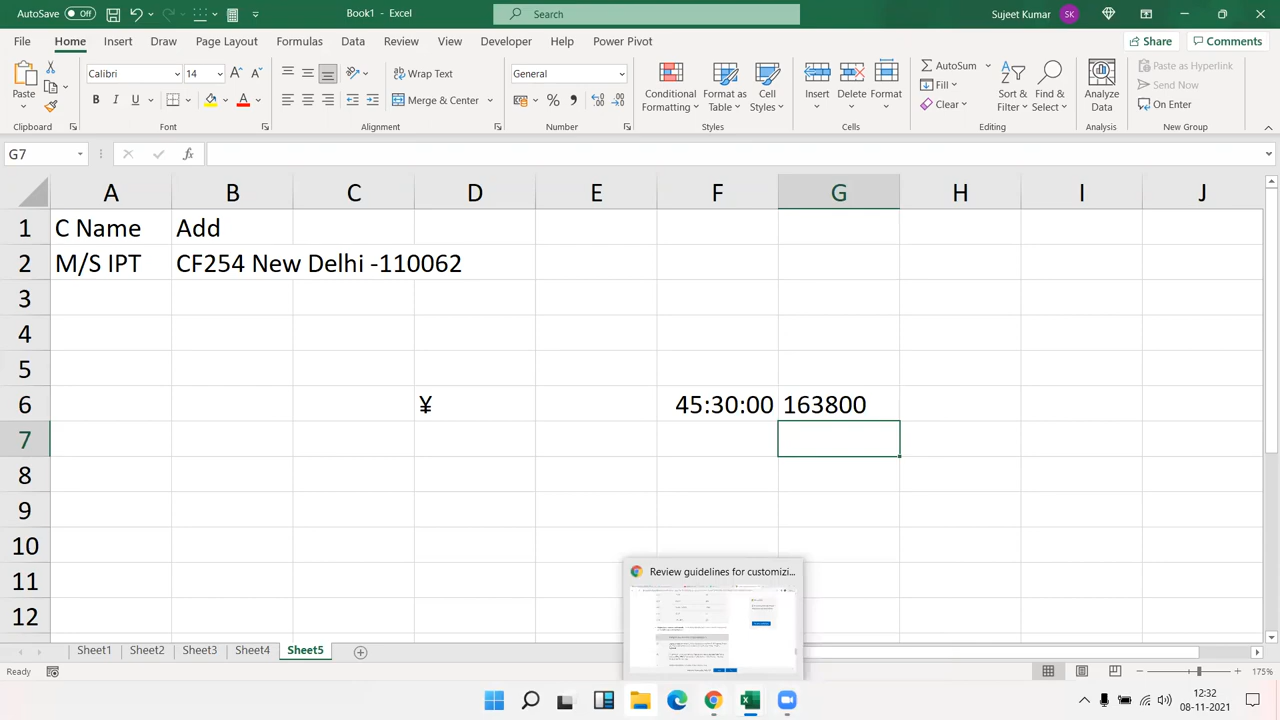 AutoSave Off Book1 - Excel Search Sujeet Kumar SK
File Home Insert Draw Page Layout Formulas Data Review View Developer Help Power Pivot Share Comments
Paste Calibri 14 Wrap Text General Conditional Formatting Format as Table Cell Styles Insert Delete Format AutoSum Fill Clear Sort & Filter Find & Select Analyze Data Paste as Hyperlink Send Now On Enter
B I U A Merge & Center % ,
Clipboard Font Alignment Number Styles Cells Editing Analysis New Group
G7 fx
A B C D E F G H I J
1 C Name Add
2 M/S IPT CF254 New Delhi -110062
3
4
5
6 ¥ 45:30:00 163800
7
8
9
10
11
12
Review guidelines for customizi...
Sheet1 Sheet3 Sheet4 Sheet5
175%
12:32
08-11-2021